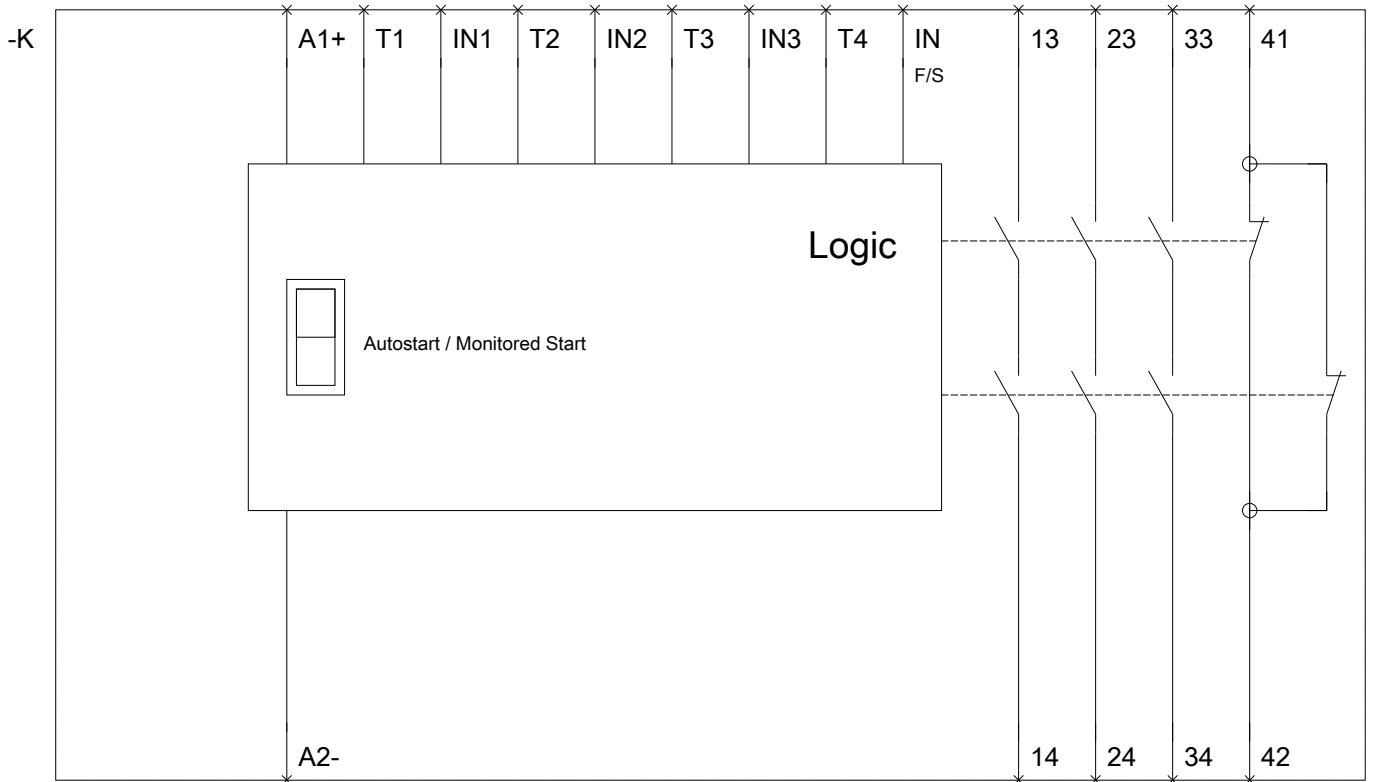 -K
A1+ T1 IN1 T2 IN2 T3 IN3 T4 IN 13 23 33 41
F/S
Logic
Autostart / Monitored Start
A2- 14 24 34 42